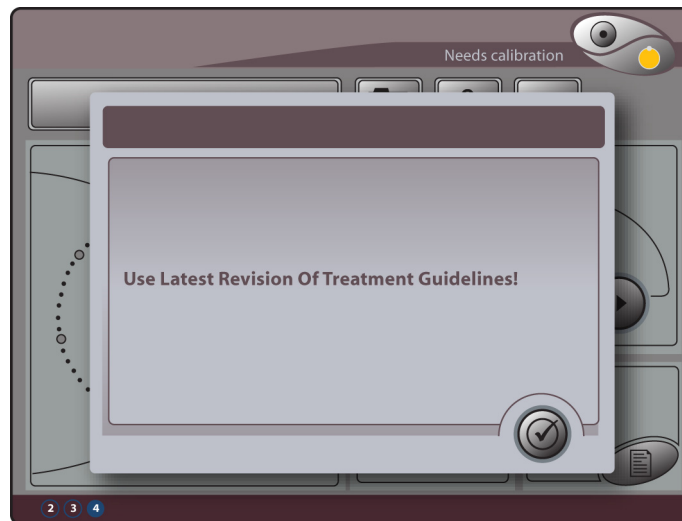 Needs calibration
Use Latest Revision Of Treatment Guidelines!
2 3 4